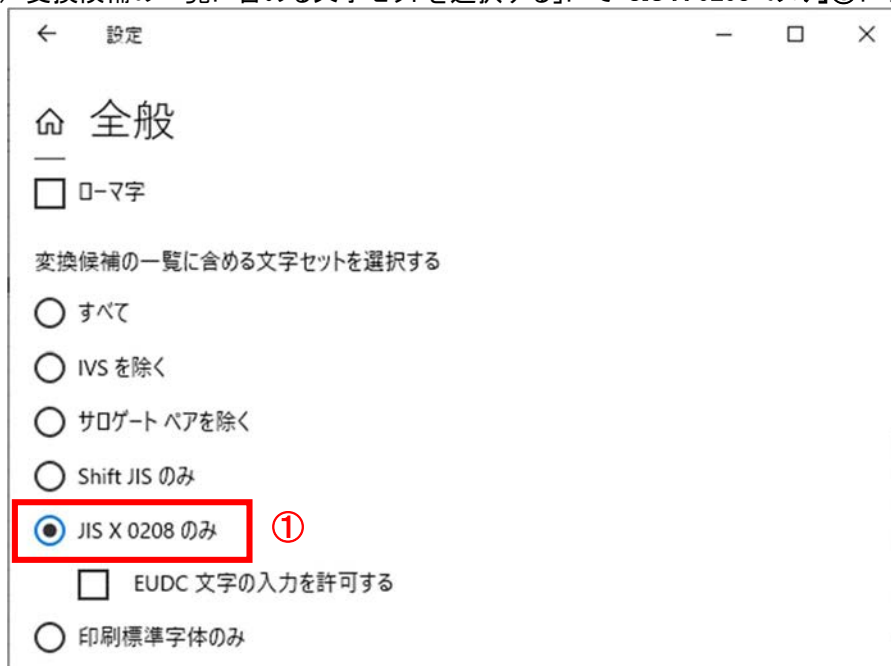 ← 設定
全般
ローマ字
変換候補の一覧に含める文字セットを選択する
すべて
IVS を除く
サロゲート ペアを除く
Shift JIS のみ
JIS X 0208 のみ ①
EUDC 文字の入力を許可する
印刷標準字体のみ